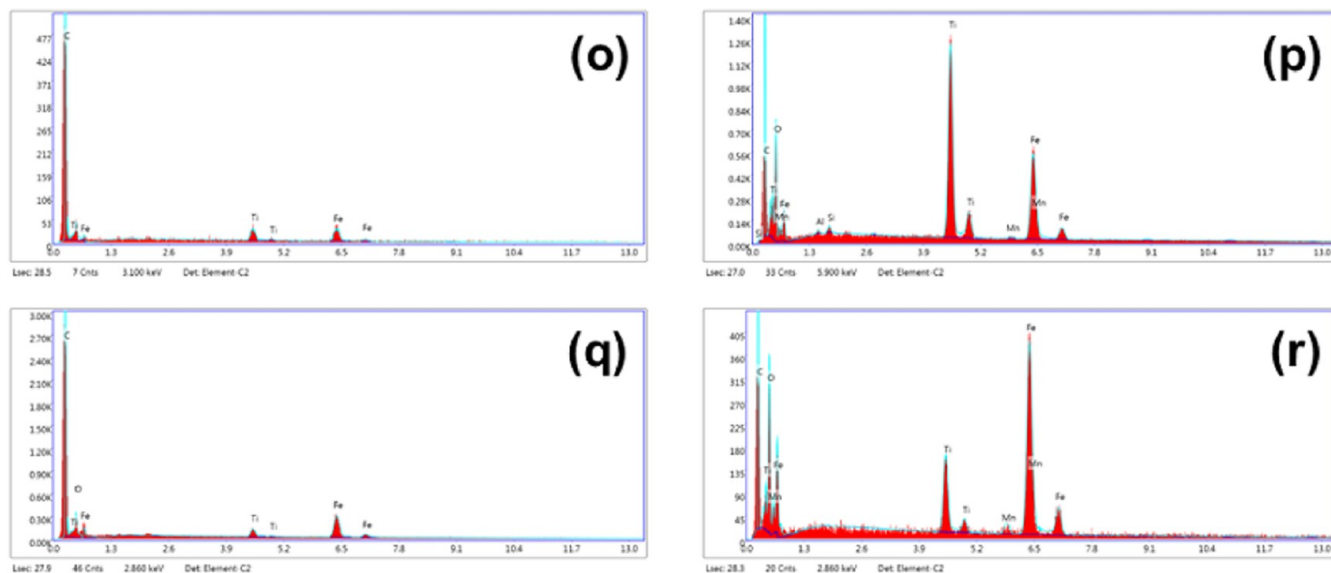 (o)
477
424
371
318
265
212
159
106
53
0
C
Ti
Fe
Ti
Ti
Fe
Fe
0.0 1.3 2.6 3.9 5.2 6.5 7.8 9.1 10.4 11.7 13.0
Lsec: 28.5 7 Cnts 3.100 keV Det: Element-C2
(p)
1.40K
1.26K
1.12K
0.98K
0.84K
0.70K
0.56K
0.42K
0.28K
0.14K
0.00K
Ti
O
C
Ti
Fe
Mn
Si
Al
Si
Ti
Mn
Fe
Mn
Fe
0.0 1.3 2.6 3.9 5.2 6.5 7.8 9.1 10.4 11.7 13.0
Lsec: 27.0 33 Cnts 5.900 keV Det: Element-C2
(q)
3.00K
2.70K
2.40K
2.10K
1.80K
1.50K
1.20K
0.90K
0.60K
0.30K
0.00K
C
O
Ti
Fe
Ti
Ti
Fe
Fe
0.0 1.3 2.6 3.9 5.2 6.5 7.8 9.1 10.4 11.7 13.0
Lsec: 27.9 46 Cnts 2.860 keV Det: Element-C2
(r)
405
360
315
270
225
180
135
90
45
0
C
O
Ti
Fe
Mn
Ti
Ti
Mn
Fe
Mn
Fe
0.0 1.3 2.6 3.9 5.2 6.5 7.8 9.1 10.4 11.7 13.0
Lsec: 28.3 20 Cnts 2.860 keV Det: Element-C2